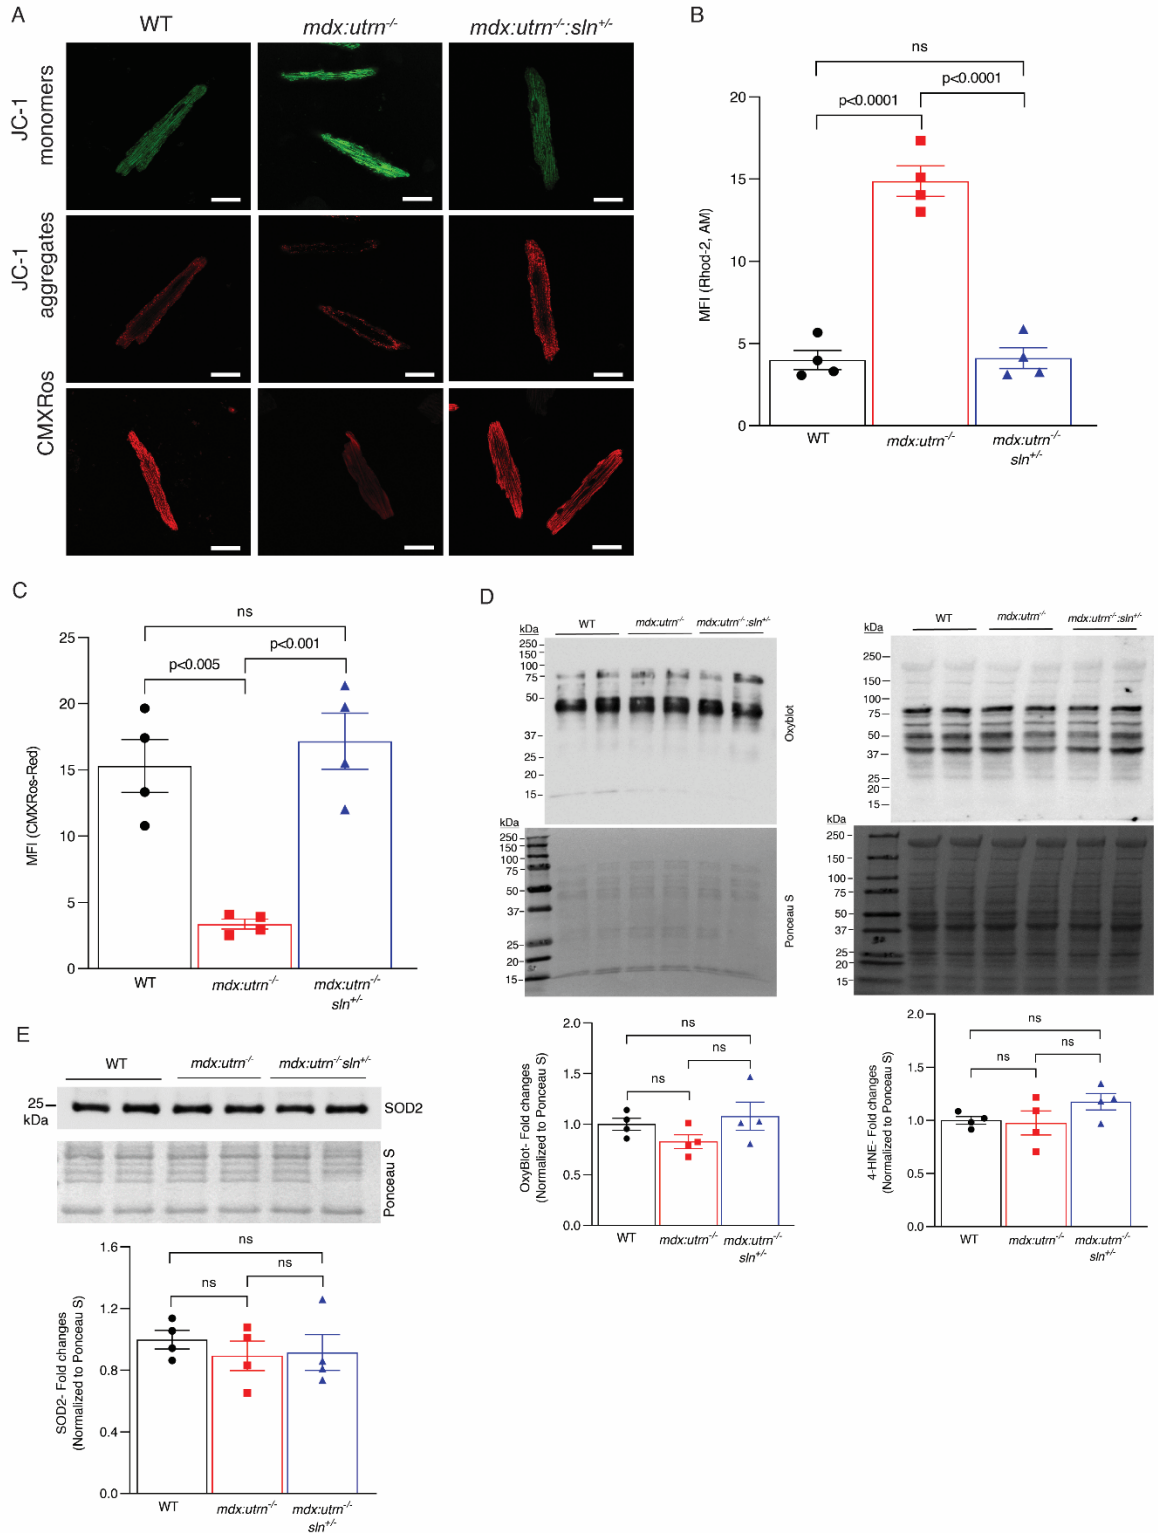 A
WT
mdx:utrn-/-
mdx:utrn-/-:sln+/-
JC-1
monomers
JC-1
aggregates
CMXRos
B
ns
p<0.0001
p<0.0001
20
15
10
5
0
MFI (Rhod-2, AM)
WT
mdx:utrn-/-
mdx:utrn-/-
sln+/-
C
ns
p<0.001
p<0.005
25
20
15
10
5
0
MFI (CMXRos-Red)
WT
mdx:utrn-/-
mdx:utrn-/-
sln+/-
D
kDa
WT
mdx:utrn-/-
mdx:utrn-/-:sln+/-
250
150
100
75
50
37
25
20
15
Oxyblot
kDa
250
150
100
75
50
37
25
20
15
Ponceau S
kDa
WT
mdx:utrn-/-
mdx:utrn-/-:sln+/-
250
150
100
75
50
37
25
20
15
250
150
100
75
50
37
25
20
15
2.0
1.5
1.0
0.5
0.0
OxyBlot- Fold changes
(Normalized to Ponceau S)
ns
ns
ns
WT
mdx:utrn-/-
mdx:utrn-/-
sln+/-
2.0
1.5
1.0
0.5
0.0
4-HNE- Fold changes
(Normalized to Ponceau S)
ns
ns
ns
WT
mdx:utrn-/-
mdx:utrn-/-
sln+/-
E
WT
mdx:utrn-/-
mdx:utrn-/-sln+/-
25
kDa
SOD2
Ponceau S
1.6
1.2
0.8
0.4
0.0
SOD2- Fold changes
(Normalized to Ponceau S)
ns
ns
ns
WT
mdx:utrn-/-
mdx:utrn-/-
sln+/-